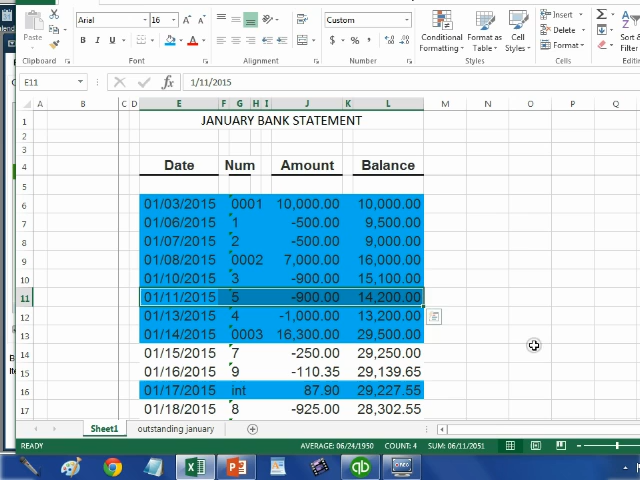 Arial 16 Custom
Paste
B I U
$ % ,
Conditional Formatting
Format as Table
Cell Styles
Insert
Delete
Format
Sort &
Clipboard Font Alignment Number Styles Cells
E11 fx 1/11/2015
A B C D E F G H I J K L M N O P Q
1 JANUARY BANK STATEMENT
2
3
4 Date Num Amount Balance
5
6 01/03/2015 0001 10,000.00 10,000.00
7 01/06/2015 1 -500.00 9,500.00
8 01/07/2015 2 -500.00 9,000.00
9 01/08/2015 0002 7,000.00 16,000.00
10 01/10/2015 3 -900.00 15,100.00
11 01/11/2015 5 -900.00 14,200.00
12 01/13/2015 4 -1,000.00 13,200.00
13 01/14/2015 0003 16,300.00 29,500.00
14 01/15/2015 7 -250.00 29,250.00
15 01/16/2015 9 -110.35 29,139.65
16 01/17/2015 int 87.90 29,227.55
17 01/18/2015 8 -925.00 28,302.55
Sheet1 outstanding january
READY AVERAGE: 06/24/1950 COUNT: 4 SUM: 06/11/2051